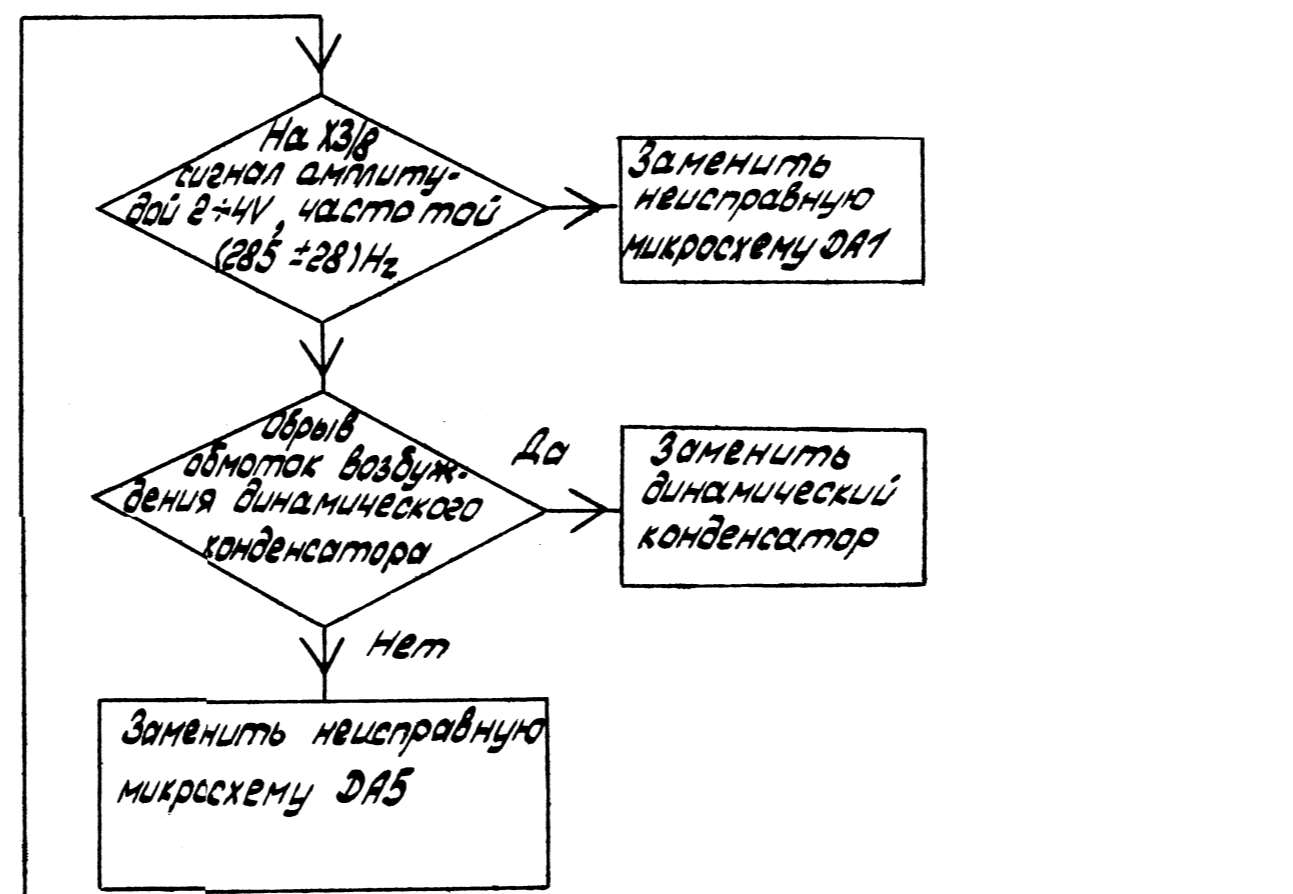 На X3/8
сигнал амплиту-
дой 2÷4V, частотой
(285 ±28)Hz
Заменить
неисправную
микросхему DA1
Обрыв
обмоток возбуж-
дения динамического
конденсатора
Да
Заменить
динамический
конденсатор
Нет
Заменить неисправную
микросхему DA5